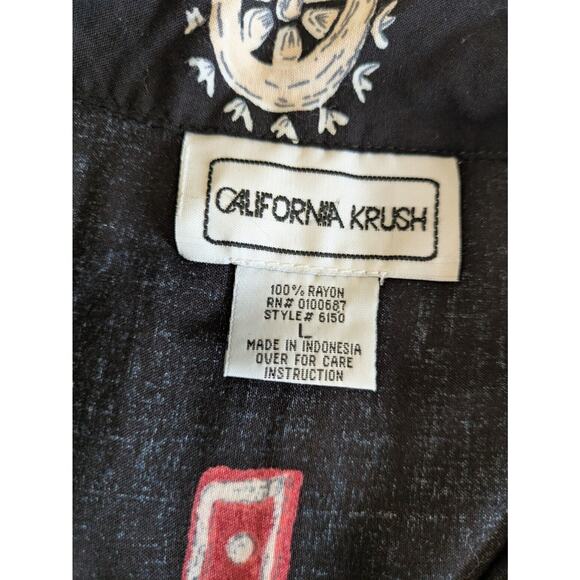 CALIFORNIA KRUSH
100% RAYON
RN# 0100687
STYLE# 6150
L
MADE IN INDONESIA
OVER FOR CARE
INSTRUCTION